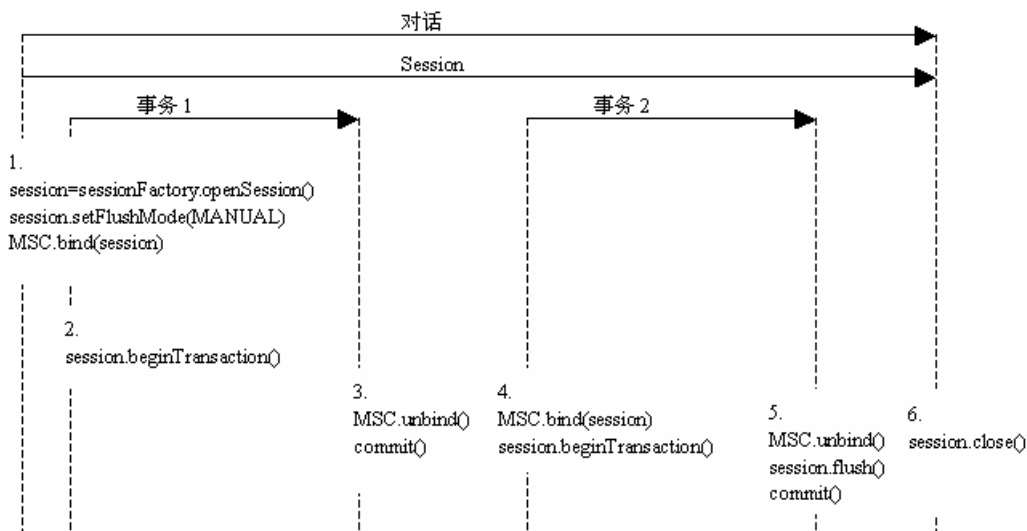 对话
Session
事务 1
事务 2
1.
session=sessionFactory.openSession()
session.setFlushMode(MANUAL)
MSC.bind(session)
2.
session.beginTransaction()
3.
MSC.unbind()
commit()
4.
MSC.bind(session)
session.beginTransaction()
5.
MSC.unbind()
session.flush()
commit()
6.
session.close()